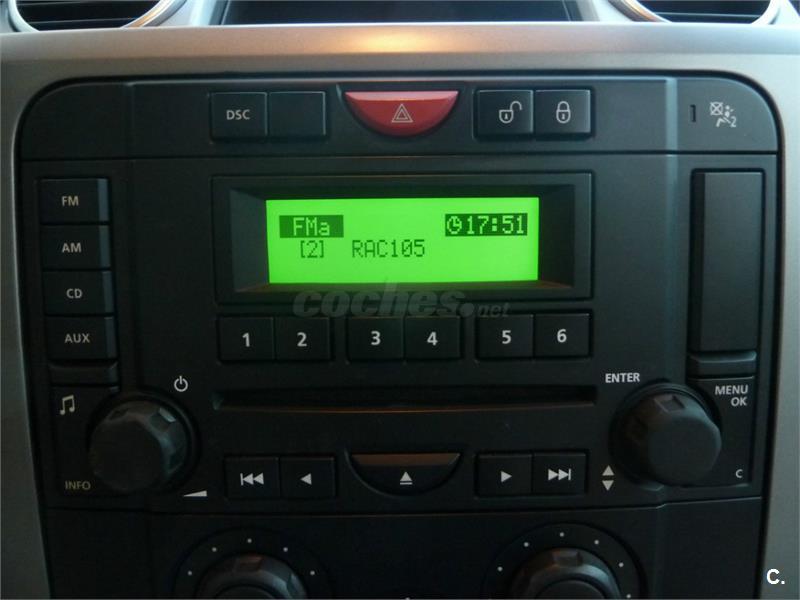 DSC
2
FM
AM
CD
AUX
FMa 17:51
[2] RAC105
coches.net
1 2 3 4 5 6
ENTER
MENU
OK
INFO
C
C.